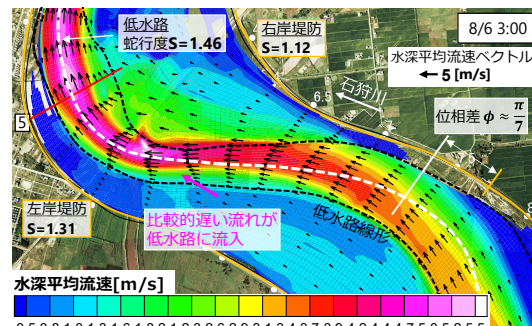 低水路
蛇行度S=1.46
右岸堤防
S=1.12
8/6 3:00
水深平均流速ベクトル
5 [m/s]
6.5
石狩川
位相差 ϕ ≈ π/7
5
左岸堤防
S=1.31
比較的遅い流れが
低水路に流入
低水路線形
水深平均流速[m/s]